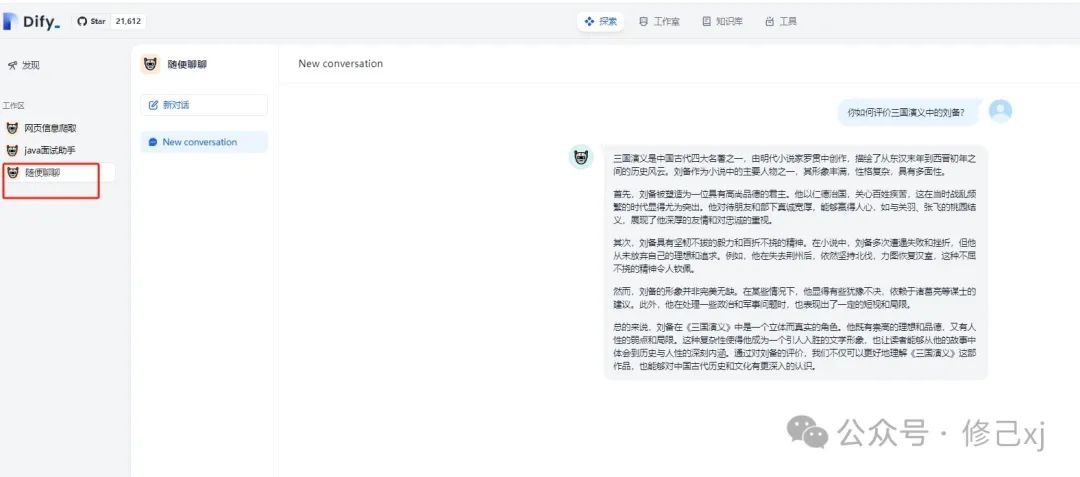 Dify_
Star 21,612
探索
工作室
知识库
工具
发现
工作区
网页信息爬取
java面试助手
随便聊聊
随便聊聊
新对话
New conversation
New conversation
你如何评价三国演义中的刘备?
三国演义是中国古代四大名著之一，由明代小说家罗贯中创作，描绘了从东汉末年到西晋初年之
间的历史风云。刘备作为小说中的主要人物之一，其形象丰满，性格复杂，具有多面性。
首先，刘备被塑造为一位具有高尚品德的君主。他以仁德治国，关心百姓疾苦，这在当时战乱频
繁的时代显得尤为突出。他对待朋友和部下真诚宽厚，能够赢得人心，如与关羽、张飞的桃园结
义，展现了他深厚的友情和对忠诚的重视。
其次，刘备具有坚韧不拔的毅力和百折不挠的精神。在小说中，刘备多次遭遇失败和挫折，但他
从未放弃自己的理想和追求。例如，他在失去荆州后，依然坚持北伐，力图恢复汉室，这种不屈
不挠的精神令人钦佩。
然而，刘备的形象并非完美无缺。在某些情况下，他显得有些犹豫不决，依赖于诸葛亮等谋士的
建议。此外，他在处理一些政治和军事问题时，也表现出了一定的短视和局限。
总的来说，刘备在《三国演义》中是一个立体而真实的角色。他既有崇高的理想和品德，又有人
性的弱点和局限。这种复杂性使得他成为一个引人入胜的文学形象，也让读者能够从他的故事中
体会到历史与人性的深刻内涵。通过对刘备的评价，我们不仅可以更好地理解《三国演义》这部
作品，也能够对中国古代历史和文化有更深入的认识。
公众号 · 修己xj